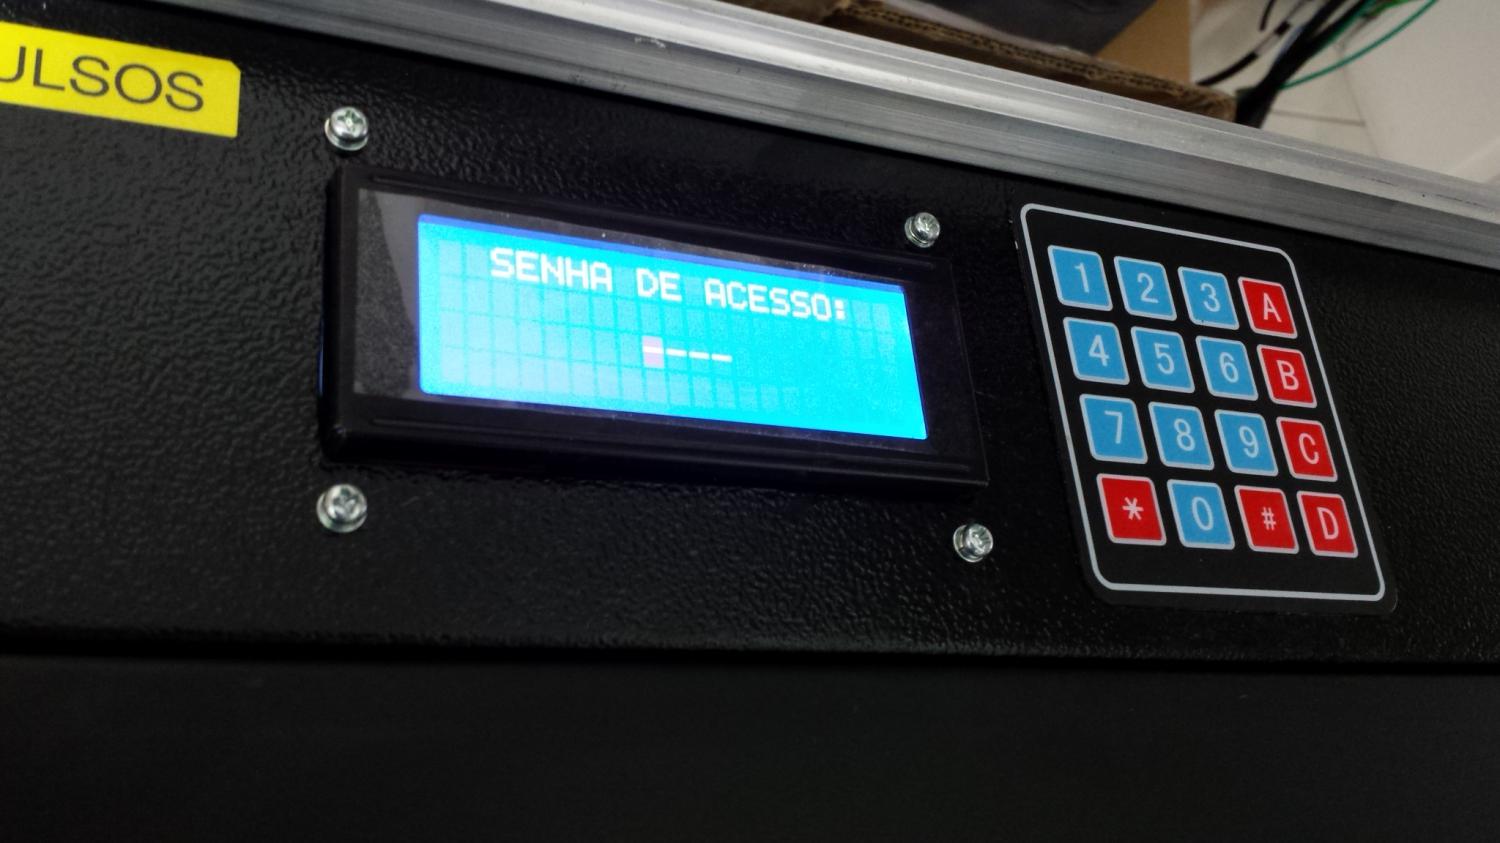 ULSOS
SENHA DE ACESSO:
----
1 2 3 A
4 5 6 B
7 8 9 C
* 0 # D